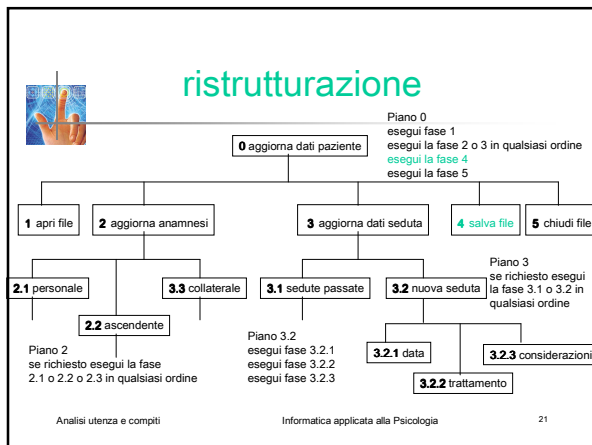 ristrutturazione
Piano 0
esegui fase 1
esegui la fase 2 o 3 in qualsiasi ordine
esegui la fase 4
esegui la fase 5
0 aggiorna dati paziente
1 apri file
2 aggiorna anamnesi
3 aggiorna dati seduta
4 salva file
5 chiudi file
2.1 personale
3.3 collaterale
3.1 sedute passate
3.2 nuova seduta
Piano 3
se richiesto esegui
la fase 3.1 o 3.2 in
qualsiasi ordine
2.2 ascendente
Piano 2
se richiesto esegui la fase
2.1 o 2.2 o 2.3 in qualsiasi ordine
Piano 3.2
esegui fase 3.2.1
esegui fase 3.2.2
esegui fase 3.2.3
3.2.1 data
3.2.3 considerazioni
3.2.2 trattamento
Analisi utenza e compiti
Informatica applicata alla Psicologia
21